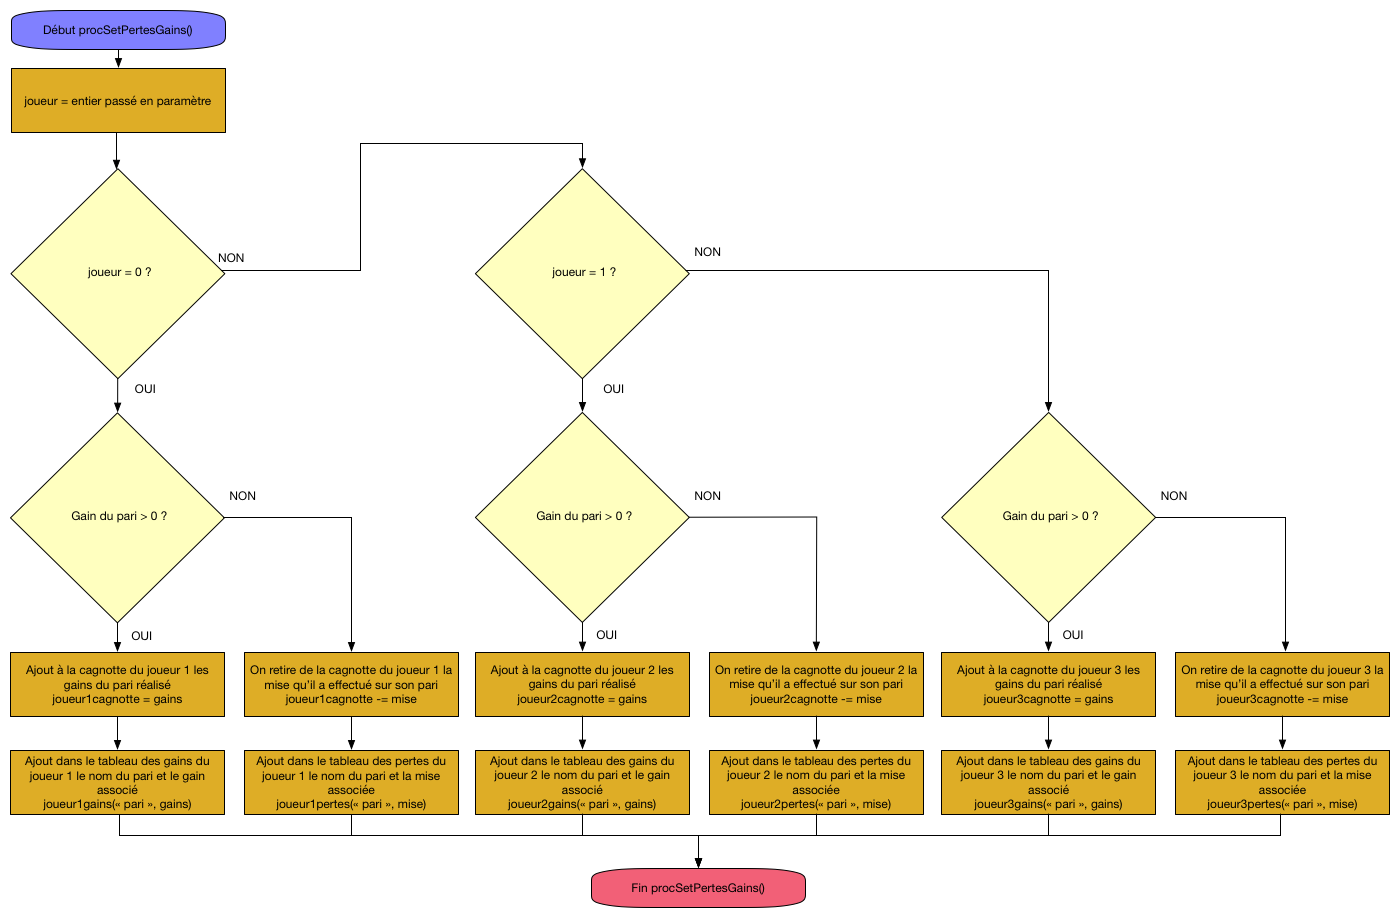 Début procSetPertesGains()
joueur = entier passé en paramètre
joueur = 0 ?
NON
joueur = 1 ?
NON
OUI
OUI
Gain du pari > 0 ?
NON
Gain du pari > 0 ?
NON
Gain du pari > 0 ?
NON
OUI
OUI
OUI
Ajout à la cagnotte du joueur 1 les
gains du pari réalisé
joueur1cagnotte = gains
On retire de la cagnotte du joueur 1 la
mise qu'il a effectué sur son pari
joueur1cagnotte -= mise
Ajout à la cagnotte du joueur 2 les
gains du pari réalisé
joueur2cagnotte = gains
On retire de la cagnotte du joueur 2 la
mise qu'il a effectué sur son pari
joueur2cagnotte -= mise
Ajout à la cagnotte du joueur 3 les
gains du pari réalisé
joueur3cagnotte = gains
On retire de la cagnotte du joueur 3 la
mise qu'il a effectué sur son pari
joueur3cagnotte -= mise
Ajout dans le tableau des gains du
joueur 1 le nom du pari et le gain
associé
joueur1gains(« pari », gains)
Ajout dans le tableau des pertes du
joueur 1 le nom du pari et la mise
associée
joueur1pertes(« pari », mise)
Ajout dans le tableau des gains du
joueur 2 le nom du pari et le gain
associé
joueur2gains(« pari », gains)
Ajout dans le tableau des pertes du
joueur 2 le nom du pari et la mise
associée
joueur2pertes(« pari », mise)
Ajout dans le tableau des gains du
joueur 3 le nom du pari et le gain
associé
joueur3gains(« pari », gains)
Ajout dans le tableau des pertes du
joueur 3 le nom du pari et la mise
associée
joueur3pertes(« pari », mise)
Fin procSetPertesGains()